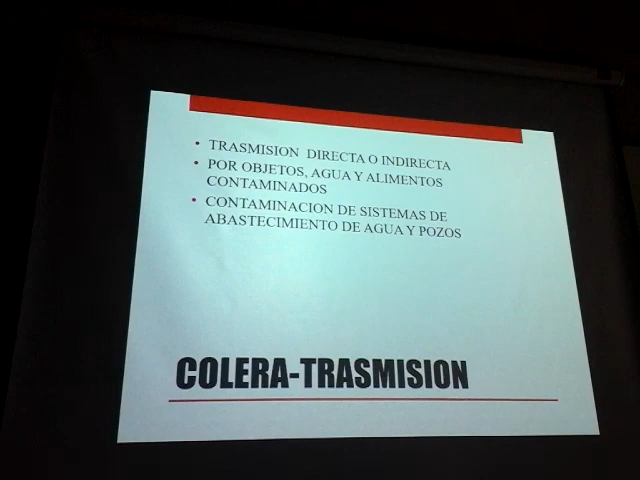 • TRASMISION DIRECTA O INDIRECTA
• POR OBJETOS, AGUA Y ALIMENTOS
CONTAMINADOS
• CONTAMINACION DE SISTEMAS DE
ABASTECIMIENTO DE AGUA Y POZOS
COLERA-TRASMISION